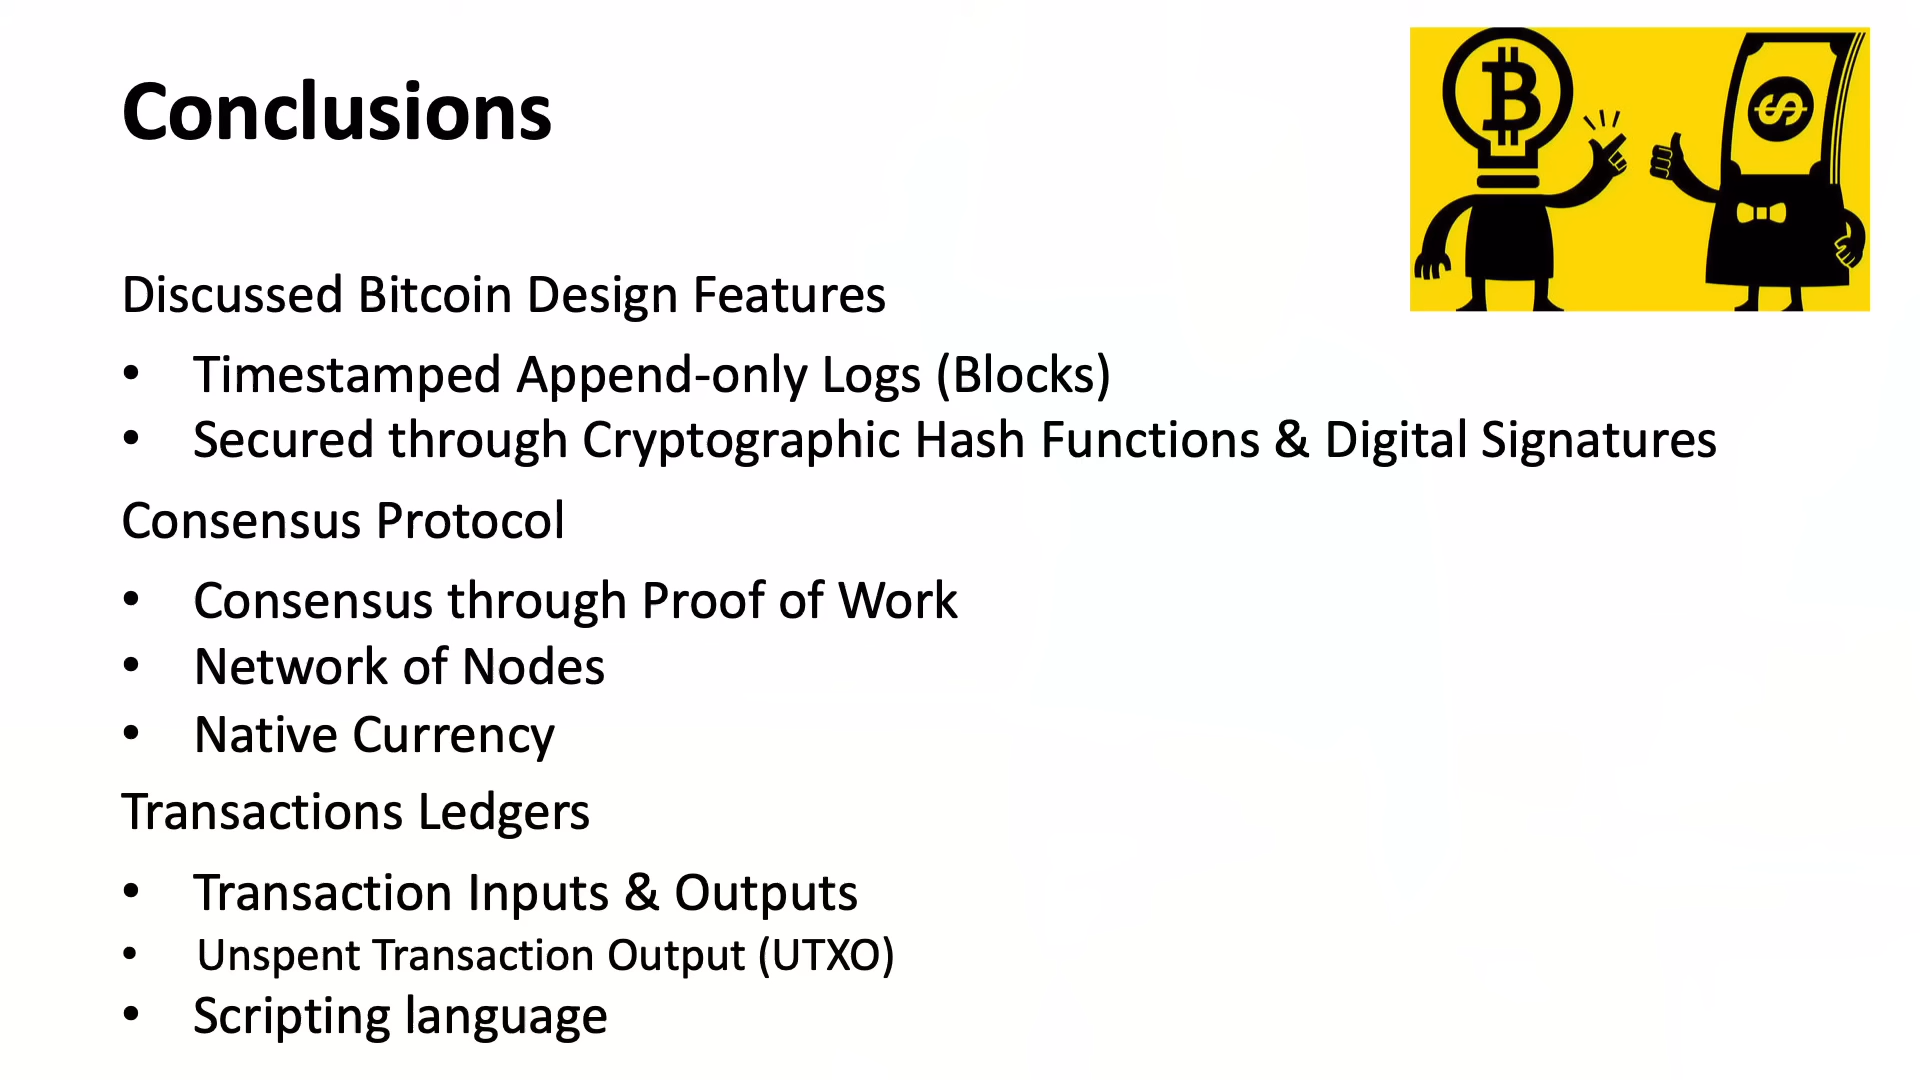 Conclusions
Discussed Bitcoin Design Features
• Timestamped Append-only Logs (Blocks)
• Secured through Cryptographic Hash Functions & Digital Signatures
Consensus Protocol
• Consensus through Proof of Work
• Network of Nodes
• Native Currency
Transactions Ledgers
• Transaction Inputs & Outputs
• Unspent Transaction Output (UTXO)
• Scripting language